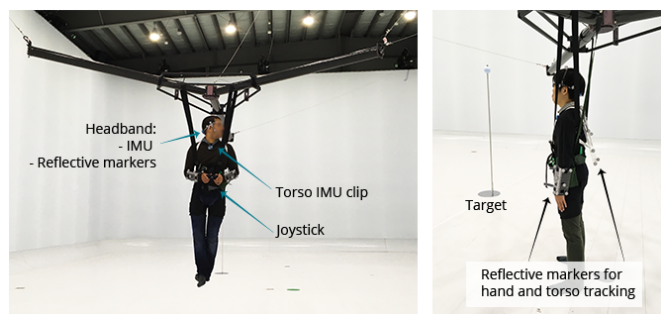 Headband:
- IMU
- Reflective markers
Torso IMU clip
Joystick
Target
Reflective markers for
hand and torso tracking